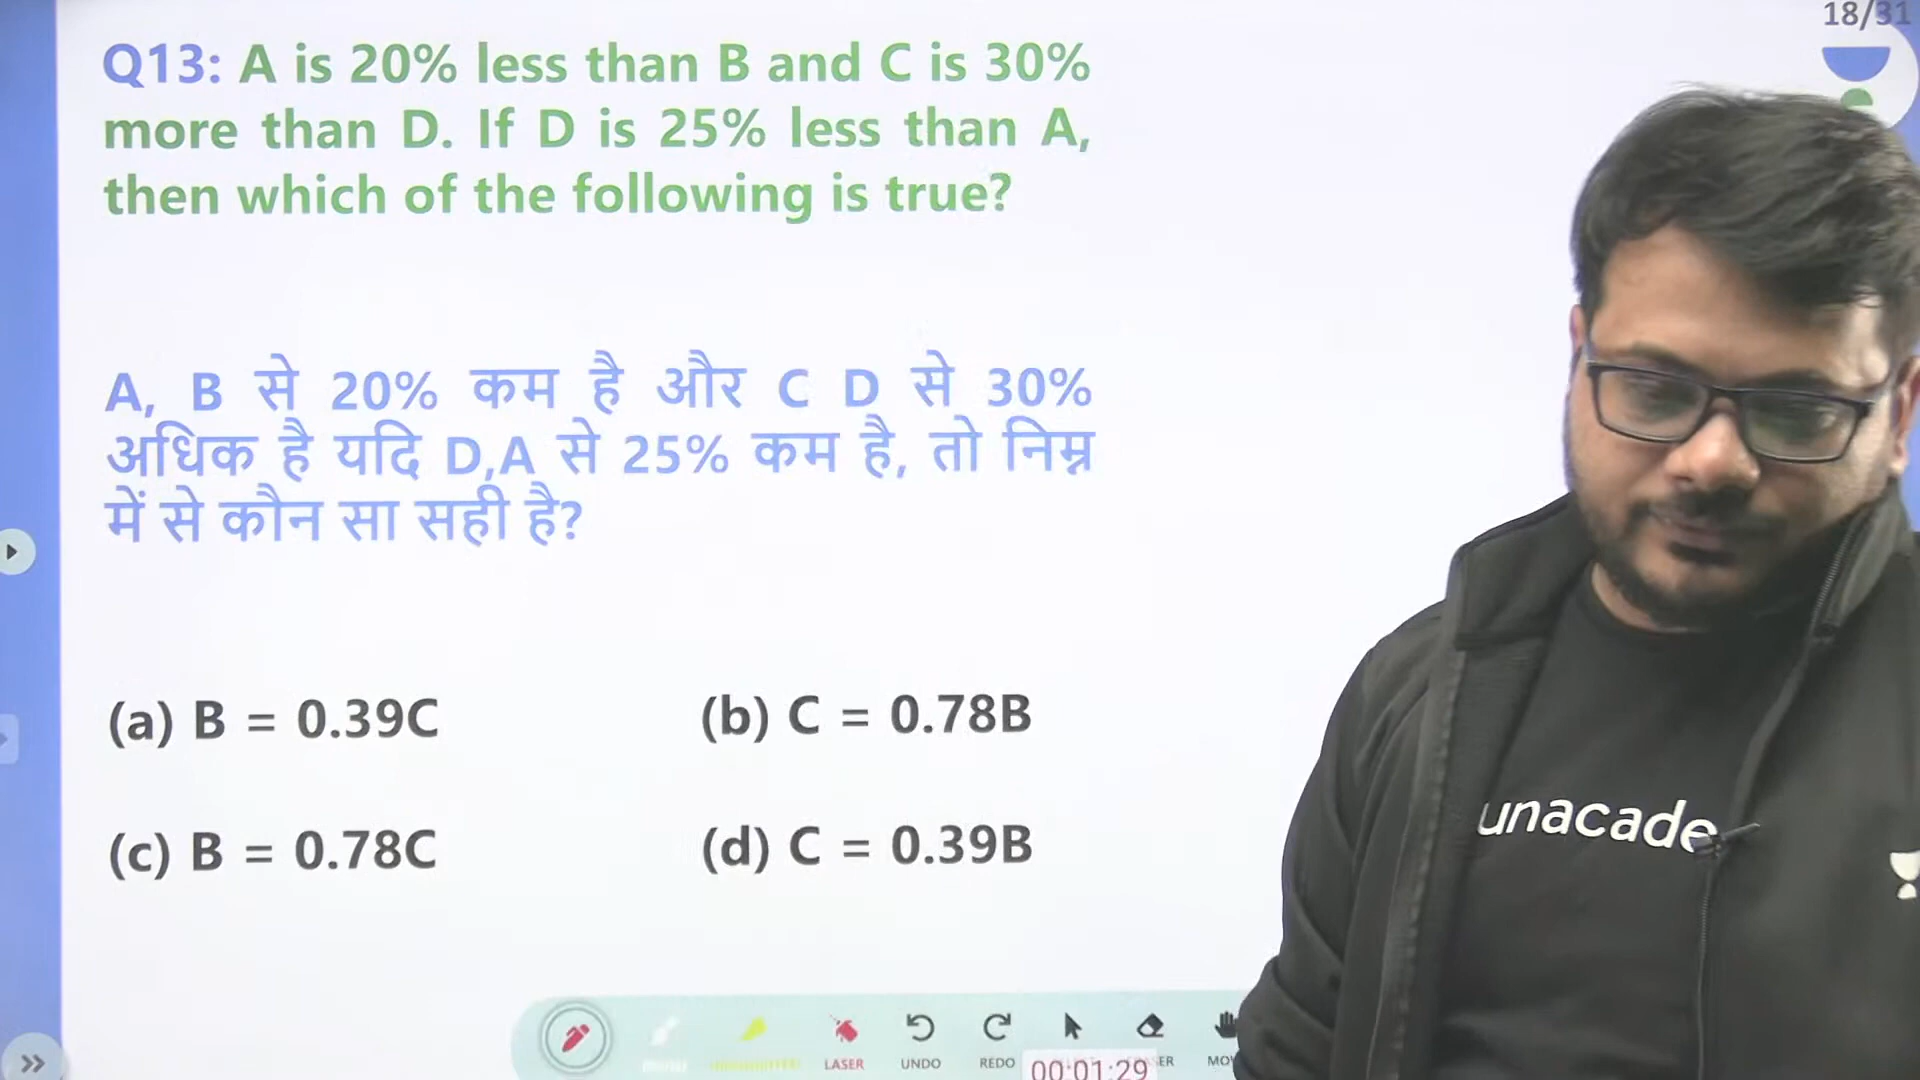 18/31
Q13: A is 20% less than B and C is 30%
more than D. If D is 25% less than A,
then which of the following is true?
A, B से 20% कम है और C D से 30%
अधिक है यदि D,A से 25% कम है, तो निम्न
में से कौन सा सही है?
(a) B = 0.39C
(b) C = 0.78B
(c) B = 0.78C
(d) C = 0.39B
unacade
LASER
UNDO
REDO
00:01:29